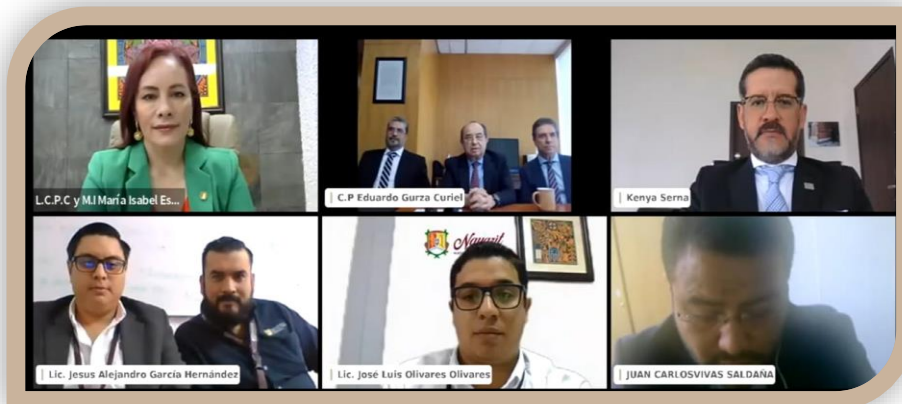 L.C.P.C y M.I María Isabel Es...
C.P Eduardo Gurza Curiel
Kenya Serna
Nayarit
Lic. Jesus Alejandro García Hernández
Lic. José Luis Olivares Olivares
JUAN CARLOSVIVAS SALDAÑA